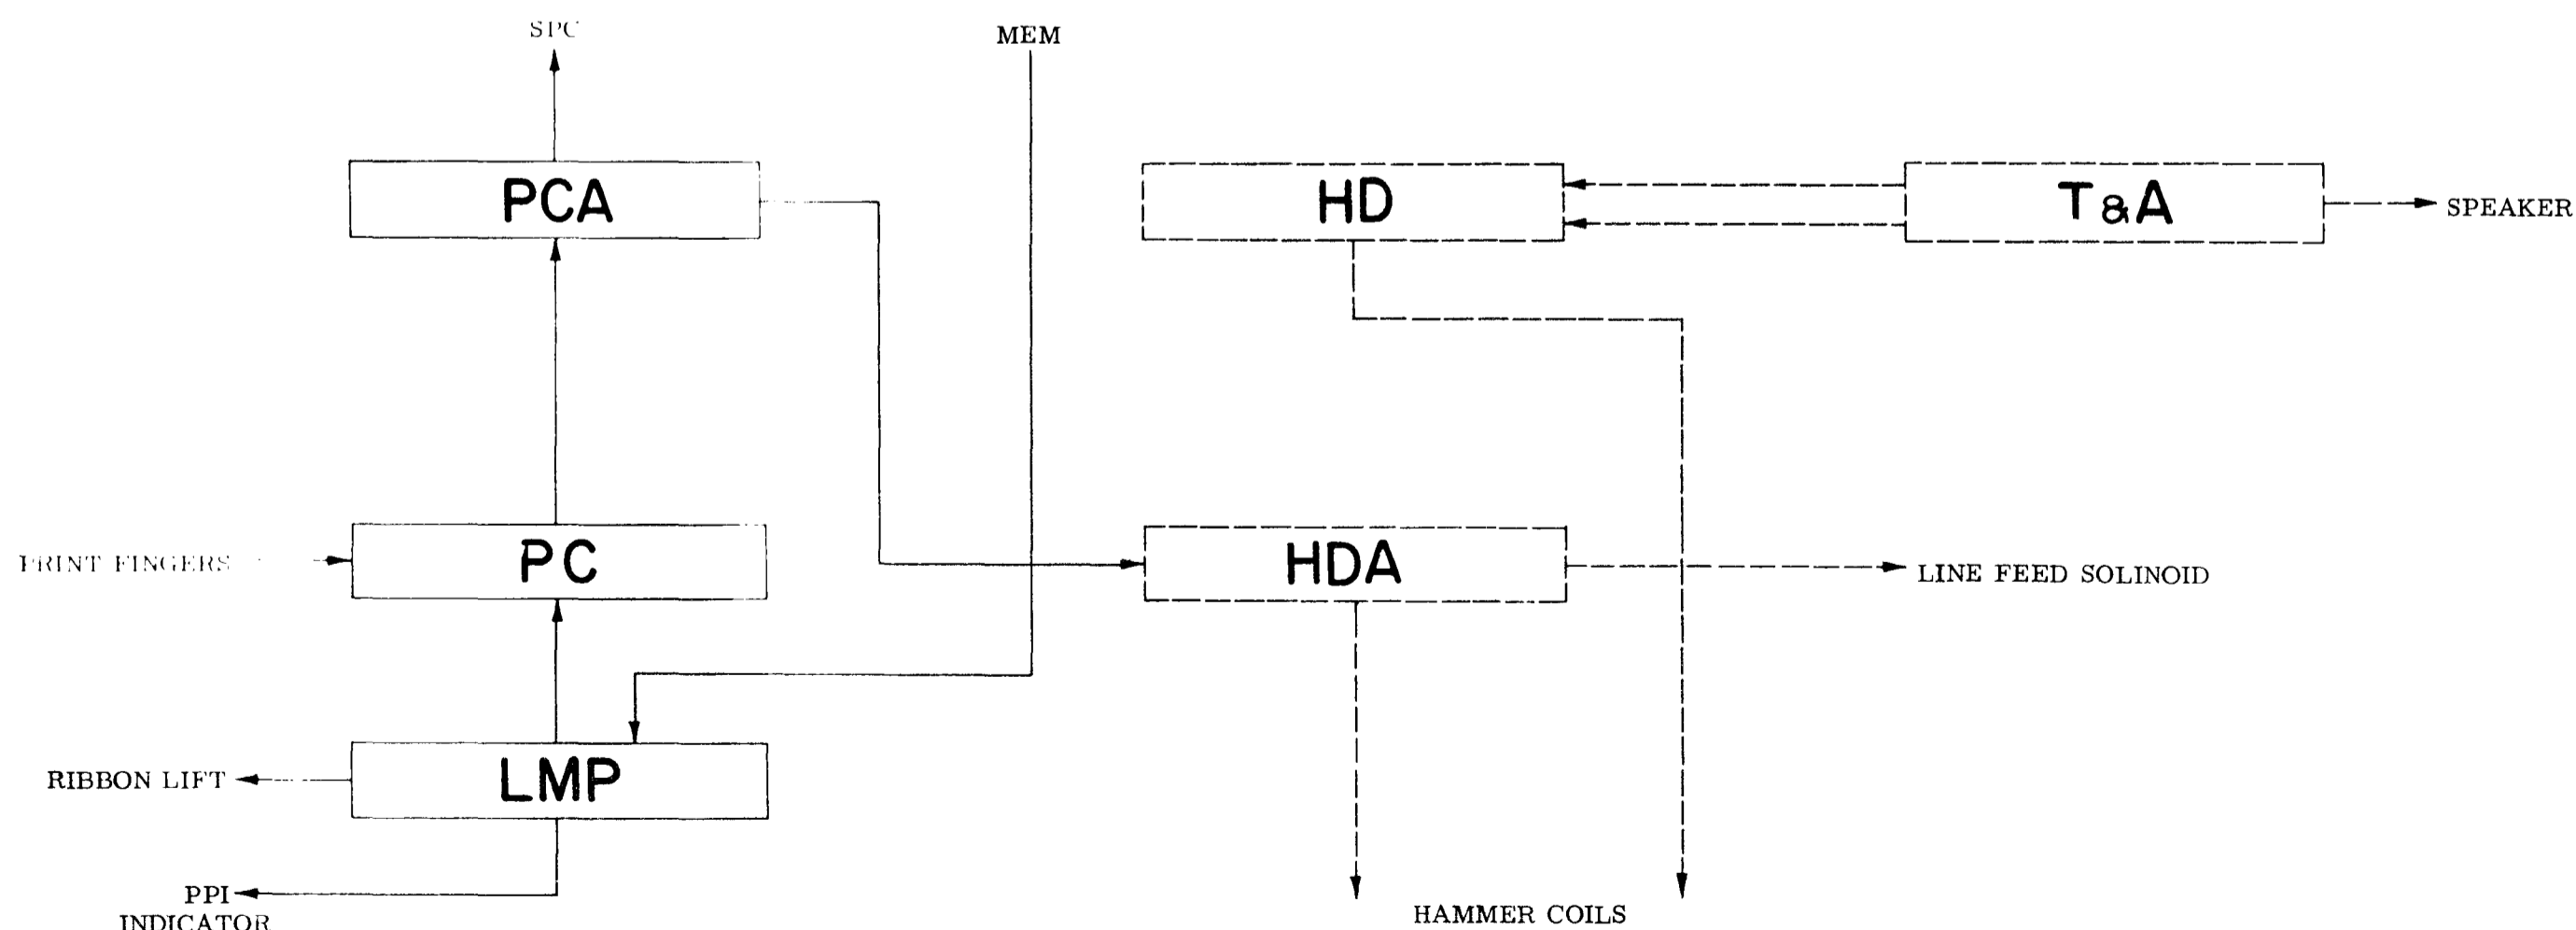 SPC
MEM
PCA
HD
T&A
SPEAKER
PRINT FINGERS
PC
HDA
LINE FEED SOLINOID
RIBBON LIFT
LMP
PPI
INDICATOR
HAMMER COILS